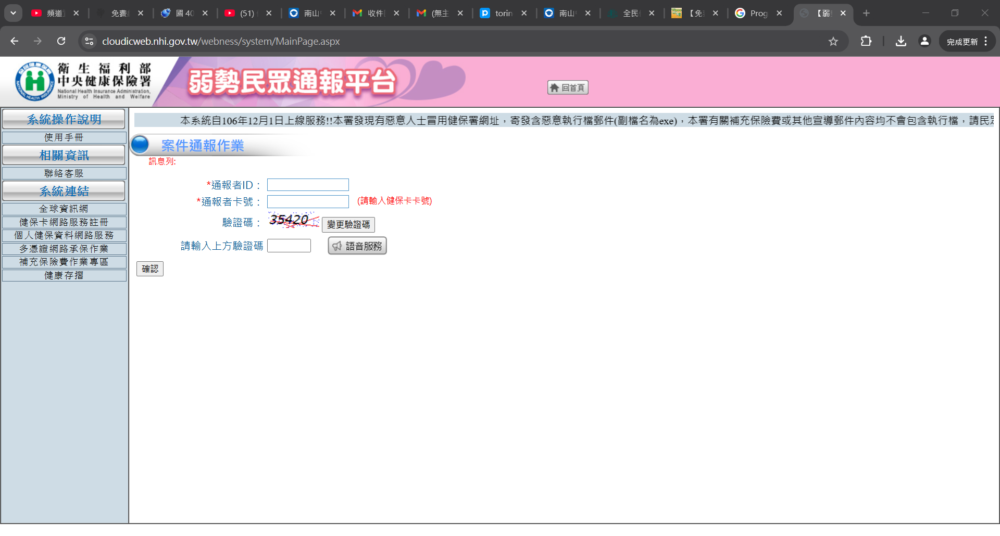 頻道
免費
國 40
(51)
南山
收件
(無主
torin
南山
全民
【免
Prog
【弱
cloudicweb.nhi.gov.tw/webness/system/MainPage.aspx
完成更新
衛生福利部
中央健康保險署
National Health Insurance Administration,
Ministry of Health and Welfare
弱勢民眾通報平台
回首頁
系統操作說明
使用手冊
相關資訊
聯絡客服
系統連結
全球資訊網
健保卡網路服務註冊
個人健保資料網路服務
多憑證網路承保作業
補充保險費作業專區
健康存摺
本系統自106年12月1日上線服務!!本署發現有惡意人士冒用健保署網址，寄發含惡意執行檔郵件(副檔名為exe)，本署有關補充保險費或其他宣導郵件內容均不會包含執行檔，請民
案件通報作業
訊息列:
*通報者ID：
*通報者卡號： (請輸入健保卡卡號)
驗證碼： 35420 變更驗證碼
請輸入上方驗證碼 語音服務
確認